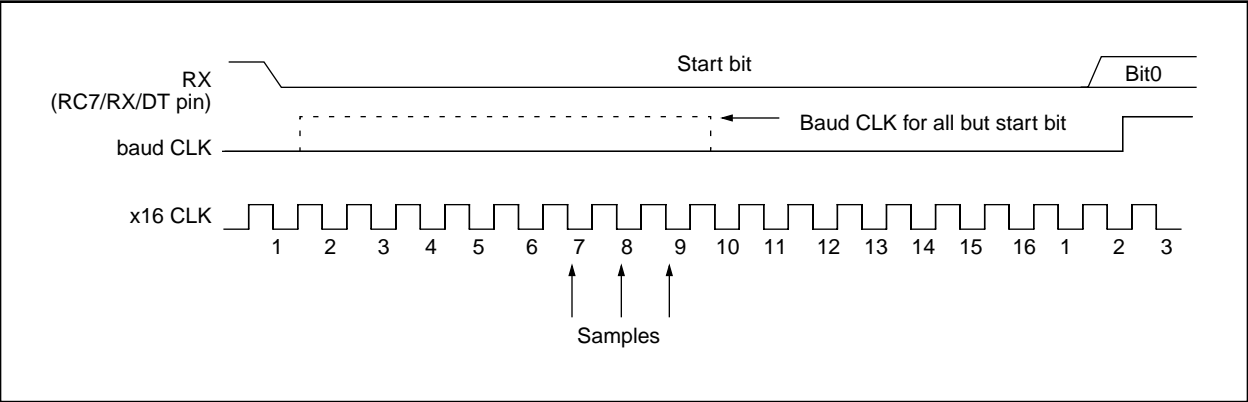 Start bit
RX
(RC7/RX/DT pin)
Bit0
Baud CLK for all but start bit
baud CLK
x16 CLK
1 2 3 4 5 6 7 8 9 10 11 12 13 14 15 16 1 2 3
Samples